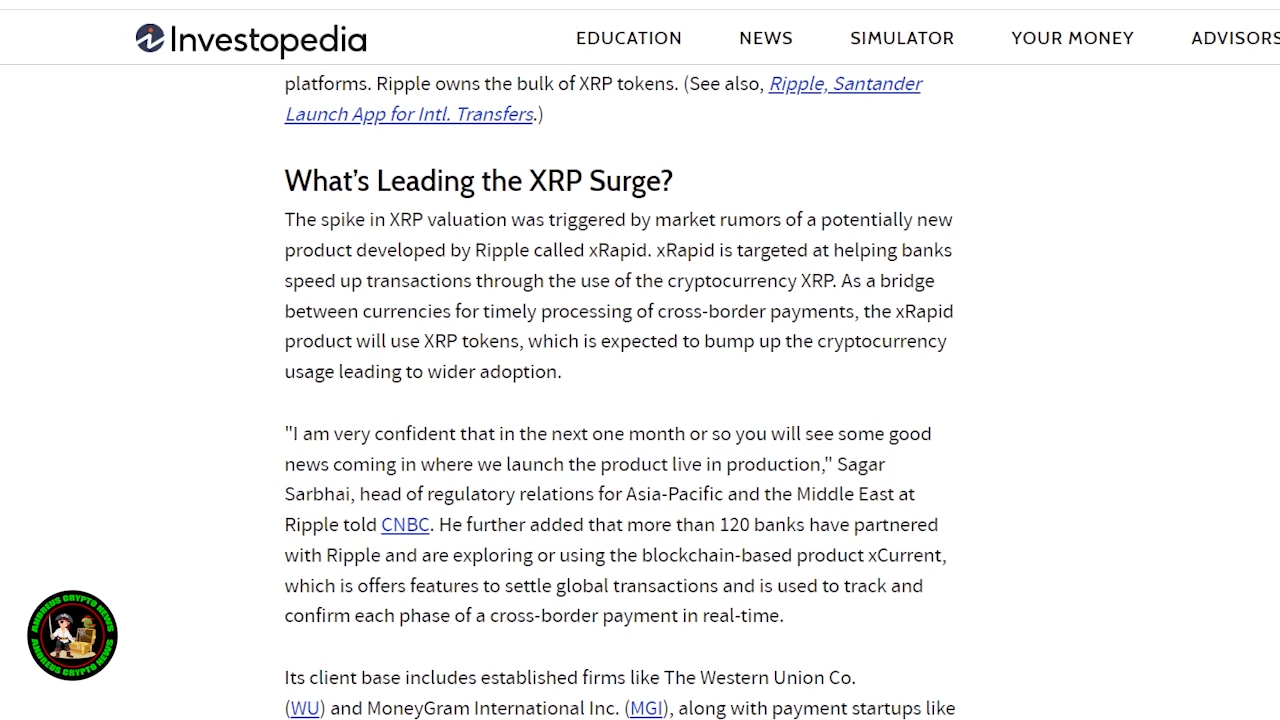 Investopedia
EDUCATION NEWS SIMULATOR YOUR MONEY ADVISORS
platforms. Ripple owns the bulk of XRP tokens. (See also, Ripple, Santander
Launch App for Intl. Transfers.)
What's Leading the XRP Surge?
The spike in XRP valuation was triggered by market rumors of a potentially new
product developed by Ripple called xRapid. xRapid is targeted at helping banks
speed up transactions through the use of the cryptocurrency XRP. As a bridge
between currencies for timely processing of cross-border payments, the xRapid
product will use XRP tokens, which is expected to bump up the cryptocurrency
usage leading to wider adoption.
"I am very confident that in the next one month or so you will see some good
news coming in where we launch the product live in production," Sagar
Sarbhai, head of regulatory relations for Asia-Pacific and the Middle East at
Ripple told CNBC. He further added that more than 120 banks have partnered
with Ripple and are exploring or using the blockchain-based product xCurrent,
which is offers features to settle global transactions and is used to track and
confirm each phase of a cross-border payment in real-time.
ANDREUS CRYPTO NEWS
ANDREUS CRYPTO NEWS
Its client base includes established firms like The Western Union Co.
(WU) and MoneyGram International Inc. (MGI), along with payment startups like